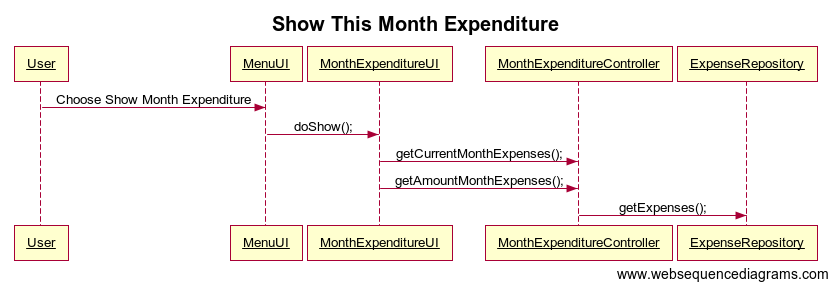 Show This Month Expenditure
User
MenuUI
MonthExpenditureUI
MonthExpenditureController
ExpenseRepository
Choose Show Month Expenditure
doShow();
getCurrentMonthExpenses();
getAmountMonthExpenses();
getExpenses();
User
MenuUI
MonthExpenditureUI
MonthExpenditureController
ExpenseRepository
www.websequencediagrams.com